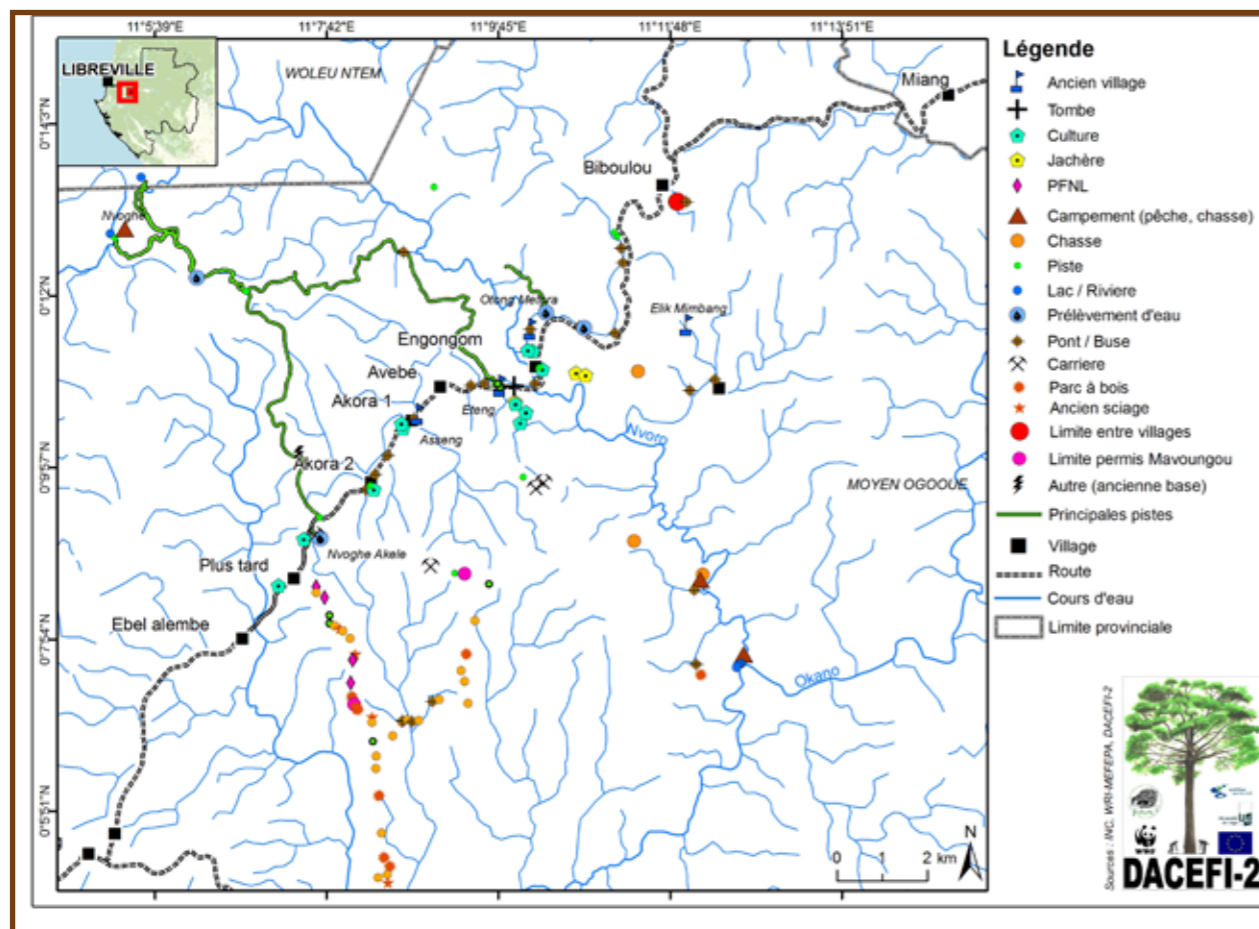 11°5'39"E
11°7'42"E
11°9'45"E
11°11'48"E
11°13'51"E
LIBREVILLE
WOLEU NTEM
Miang
0°14'3"N
Biboulou
Nvoghe
0°12'N
Otong Mellora
Elik Mimbang
Engongom
Avebe
Akora 1
Eteng
Asseng
Nvoro
Akora 2
0°9'57"N
MOYEN OGOOUE
Nvoghe Akele
Plus tard
Ebel alembe
0°7'54"N
Okano
0°5'51"N
N
0 1 2 km
Légende
Ancien village
Tombe
Culture
Jachère
PFNL
Campement (pêche, chasse)
Chasse
Piste
Lac / Riviere
Prélèvement d'eau
Pont / Buse
Carriere
Parc à bois
Ancien sciage
Limite entre villages
Limite permis Mavoungou
Autre (ancienne base)
Principales pistes
Village
Route
Cours d'eau
Limite provinciale
Sources : INC, WRI-MEFEPA, DACEFI-2
WWF
DACEFI-2